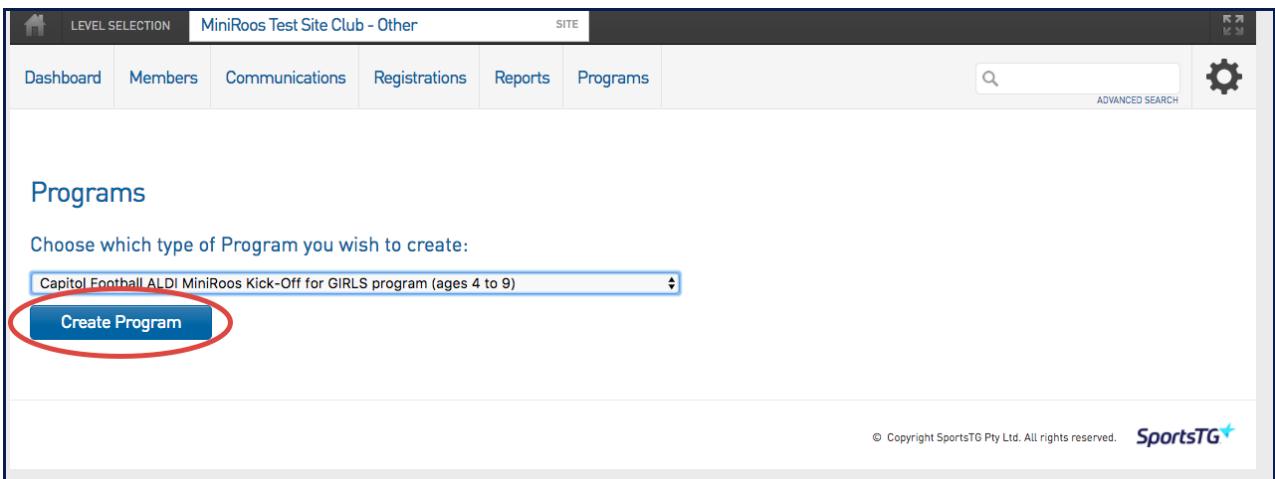 LEVEL SELECTION MiniRoos Test Site Club - Other SITE
Dashboard Members Communications Registrations Reports Programs
ADVANCED SEARCH
Programs
Choose which type of Program you wish to create:
Capitol Football ALDI MiniRoos Kick-Off for GIRLS program (ages 4 to 9)
Create Program
© Copyright SportsTG Pty Ltd. All rights reserved. SportsTG